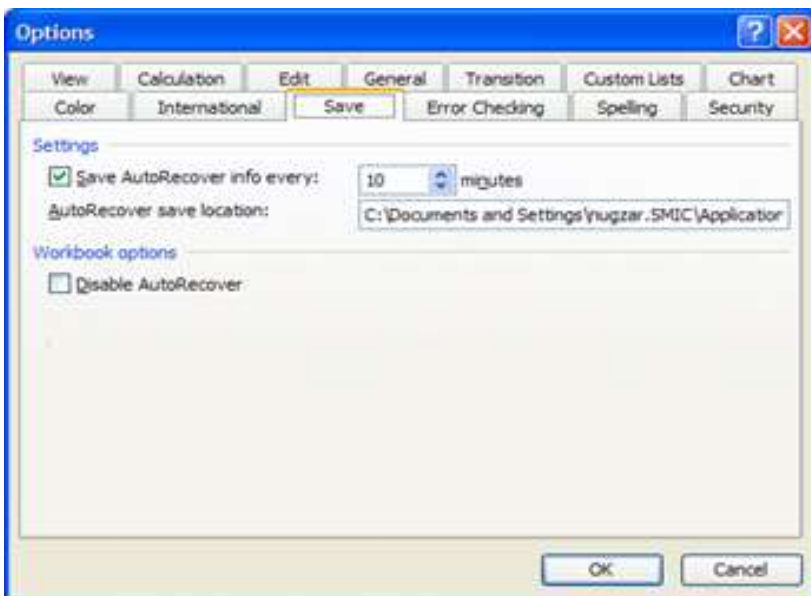 Options
View Calculation Edit General Transition Custom Lists Chart
Color International Save Error Checking Spelling Security
Settings
Save AutoRecover info every: 10 minutes
AutoRecover save location: C:\Documents and Settings\nugzar.SMIC\Application
Workbook options
Disable AutoRecover
OK Cancel